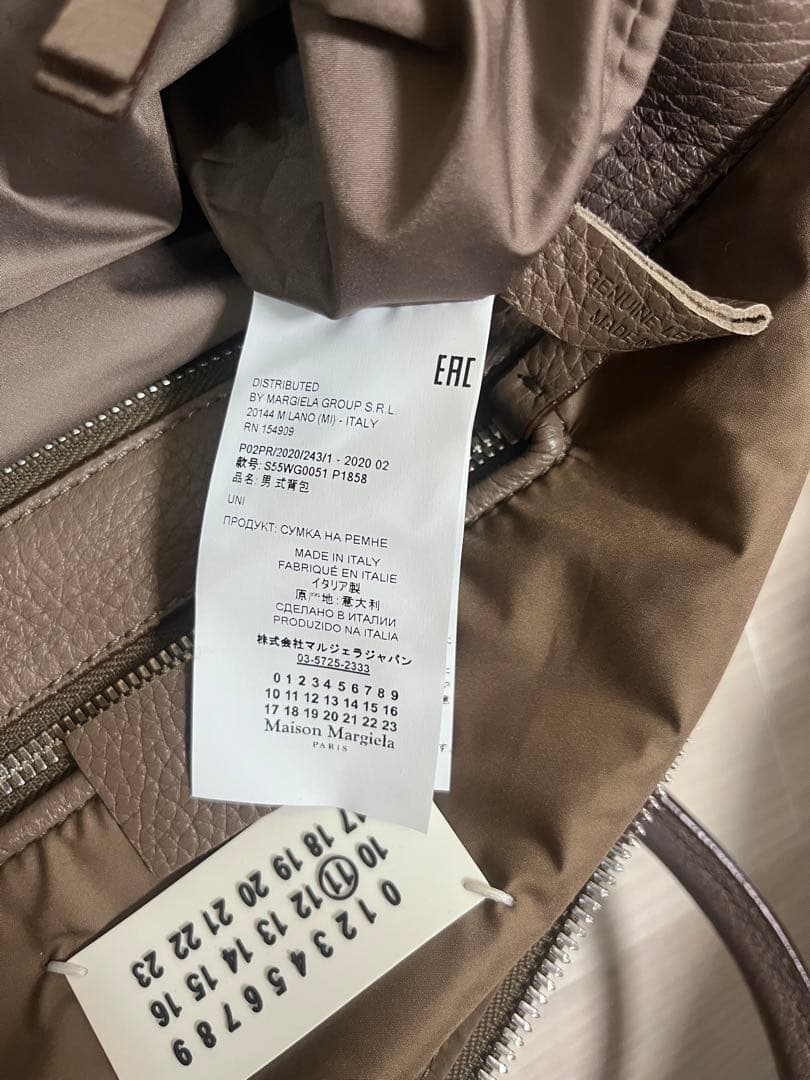 EAC
DISTRIBUTED
BY MARGIELA GROUP S.R.L.
20144 MILANO (MI) - ITALY
RN 154909
P02PR/2020/243/1 - 2020 02
款号: S55WG0051 P1858
品名: 男式背包
UNI
ПРОДУКТ: СУМКА НА РЕМНЕ
MADE IN ITALY
FABRIQUÉ EN ITALIE
イタリア製
原产地: 意大利
СДЕЛАНО В ИТАЛИИ
PRODUZIDO NA ITALIA
株式会社マルジェラジャパン
03-5725-2333
0 1 2 3 4 5 6 7 8 9
10 11 12 13 14 15 16
17 18 19 20 21 22 23
Maison Margiela
PARIS
GENUINE
MADE
0 1 2 3 4 5 6 7 8 9
10 11 12 13 14 15 16
17 18 19 20 21 22 23